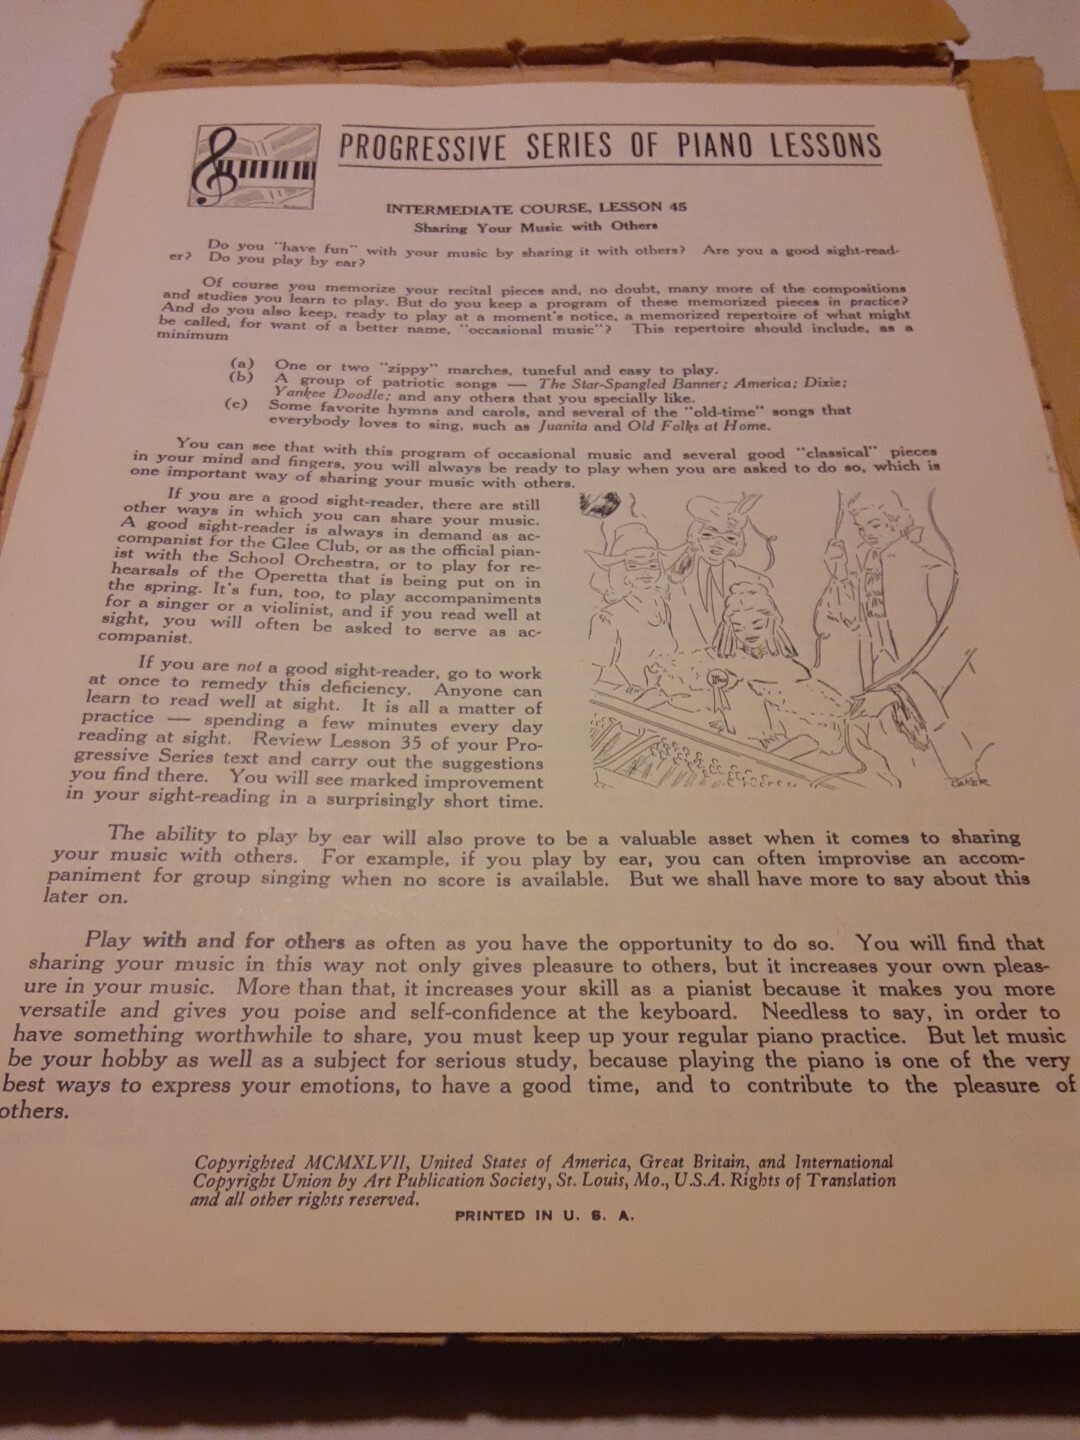 PROGRESSIVE SERIES OF PIANO LESSONS
INTERMEDIATE COURSE, LESSON 45
Sharing Your Music with Others
Do you "have fun" with your music by sharing it with others? Are you a good sight-read-
er? Do you play by ear?
Of course you memorize your recital pieces and, no doubt, many more of the compositions
and studies you learn to play. But do you keep a program of these memorized pieces in practice?
And do you also keep, ready to play at a moment's notice, a memorized repertoire of what might
be called, for want of a better name, "occasional music"? This repertoire should include, as a
minimum
(a) One or two "zippy" marches, tuneful and easy to play.
(b) A group of patriotic songs — The Star-Spangled Banner; America; Dixie;
Yankee Doodle; and any others that you specially like.
(c) Some favorite hymns and carols, and several of the "old-time" songs that
everybody loves to sing, such as Juanita and Old Folks at Home.
You can see that with this program of occasional music and several good "classical" pieces
in your mind and fingers, you will always be ready to play when you are asked to do so, which is
one important way of sharing your music with others.
If you are a good sight-reader, there are still
other ways in which you can share your music.
A good sight-reader is always in demand as ac-
companist for the Glee Club, or as the official pian-
ist with the School Orchestra, or to play for re-
hearsals of the Operetta that is being put on in
the spring. It's fun, too, to play accompaniments
for a singer or a violinist, and if you read well at
sight, you will often be asked to serve as ac-
companist.
If you are not a good sight-reader, go to work
at once to remedy this deficiency. Anyone can
learn to read well at sight. It is all a matter of
practice — spending a few minutes every day
reading at sight. Review Lesson 35 of your Pro-
gressive Series text and carry out the suggestions
you find there. You will see marked improvement
in your sight-reading in a surprisingly short time.
BAKER
The ability to play by ear will also prove to be a valuable asset when it comes to sharing
your music with others. For example, if you play by ear, you can often improvise an accom-
paniment for group singing when no score is available. But we shall have more to say about this
later on.
Play with and for others as often as you have the opportunity to do so. You will find that
sharing your music in this way not only gives pleasure to others, but it increases your own pleas-
ure in your music. More than that, it increases your skill as a pianist because it makes you more
versatile and gives you poise and self-confidence at the keyboard. Needless to say, in order to
have something worthwhile to share, you must keep up your regular piano practice. But let music
be your hobby as well as a subject for serious study, because playing the piano is one of the very
best ways to express your emotions, to have a good time, and to contribute to the pleasure of
others.
Copyrighted MCMXLVII, United States of America, Great Britain, and International
Copyright Union by Art Publication Society, St. Louis, Mo., U.S.A. Rights of Translation
and all other rights reserved.
PRINTED IN U. S. A.